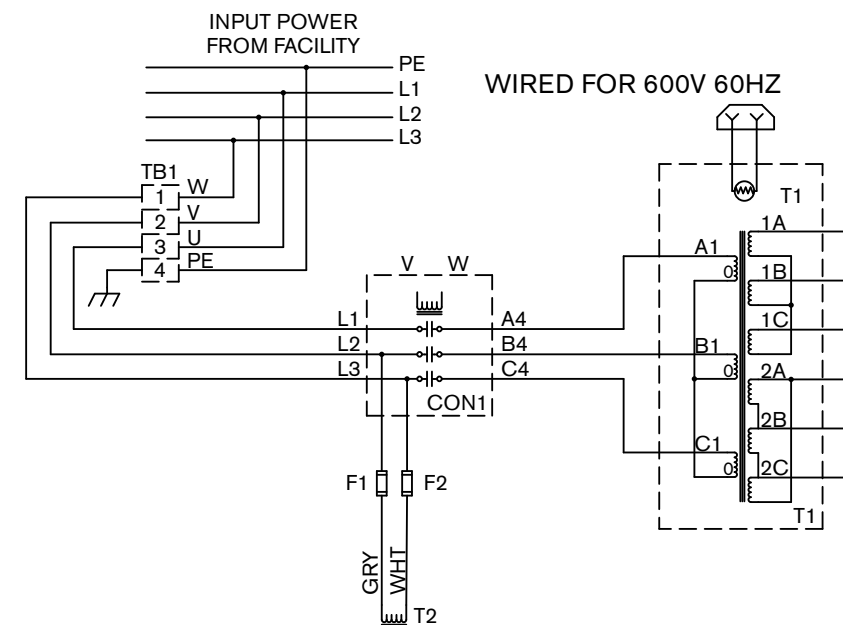 INPUT POWER
FROM FACILITY
PE
L1
L2
L3
WIRED FOR 600V 60HZ
TB1
1 W
2 V
3 U
4 PE
T1
1A
A1
0
1B
1C
B1
0
2A
2B
C1
0
2C
T1
V W
L1 A4
L2 B4
L3 C4
CON1
F1 F2
GRY
WHT
T2